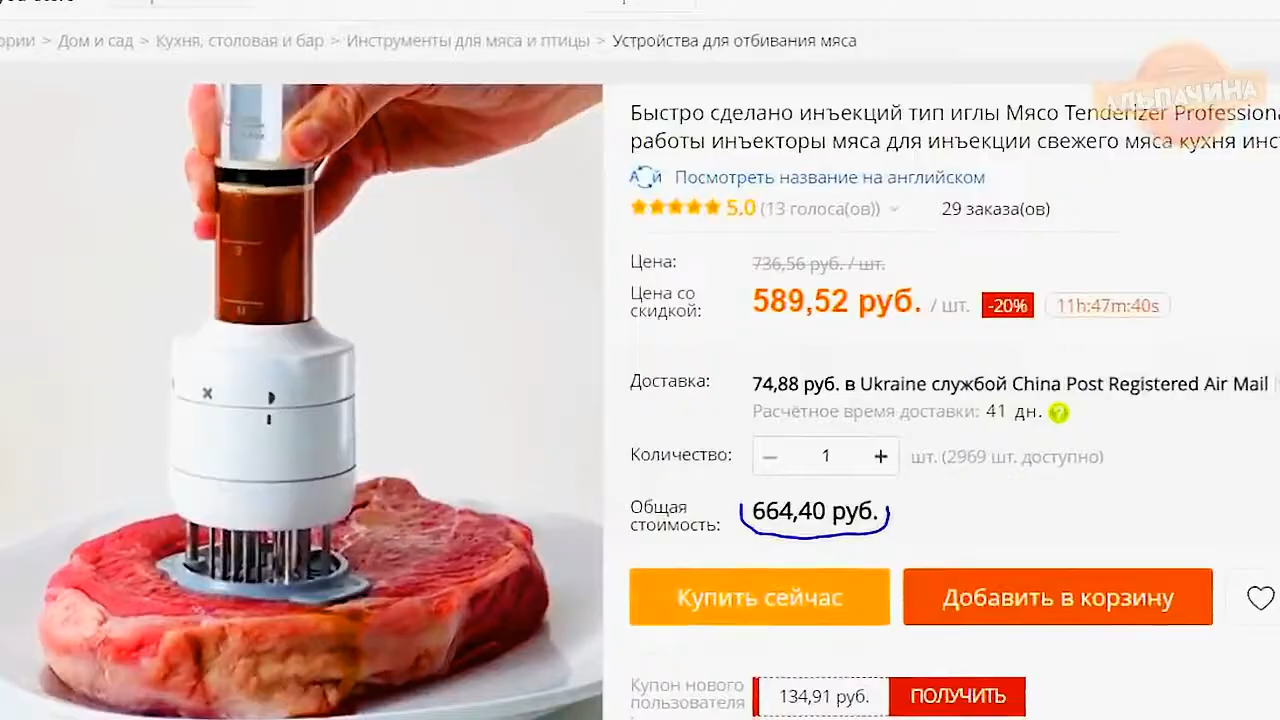 ории > Дом и сад > Кухня, столовая и бар > Инструменты для мяса и птицы > Устройства для отбивания мяса
АЛЬПАЧИНА
Быстро сделано инъекций тип иглы Мясо Tenderizer Profession
работы инъекторы мяса для инъекции свежего мяса кухня инс
Посмотреть название на английском
5.0 (13 голоса(ов)) 29 заказа(ов)
Цена: 736,56 руб. / шт.
Цена со скидкой: 589,52 руб. / шт. -20% 11h:47m:40s
Доставка: 74,88 руб. в Ukraine службой China Post Registered Air Mail
Расчётное время доставки: 41 дн. ?
Количество: − 1 + шт. (2969 шт. доступно)
Общая стоимость: 664,40 руб.
Купить сейчас Добавить в корзину
Купон нового пользователя 134,91 руб. ПОЛУЧИТЬ